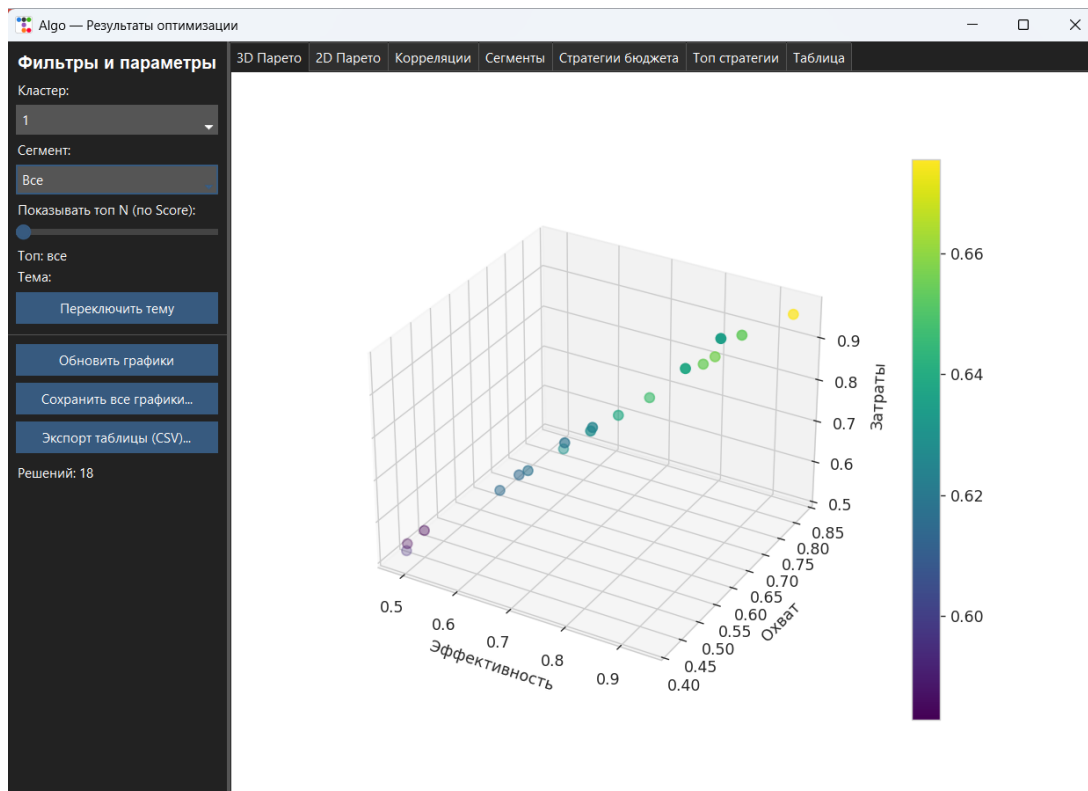 Algo — Результаты оптимизации
Фильтры и параметры
Кластер:
1
Сегмент:
Все
Показывать топ N (по Score):
Топ: все
Тема:
Переключить тему
Обновить графики
Сохранить все графики...
Экспорт таблицы (CSV)...
Решений: 18
3D Парето 2D Парето Корреляции Сегменты Стратегии бюджета Топ стратегии Таблица
0.5
0.6
0.7
0.8
0.9
Эффективность
0.40
0.45
0.50
0.55
0.60
0.65
0.70
0.75
0.80
0.85
Охват
0.5
0.6
0.7
0.8
0.9
Затраты
0.66
0.64
0.62
0.60